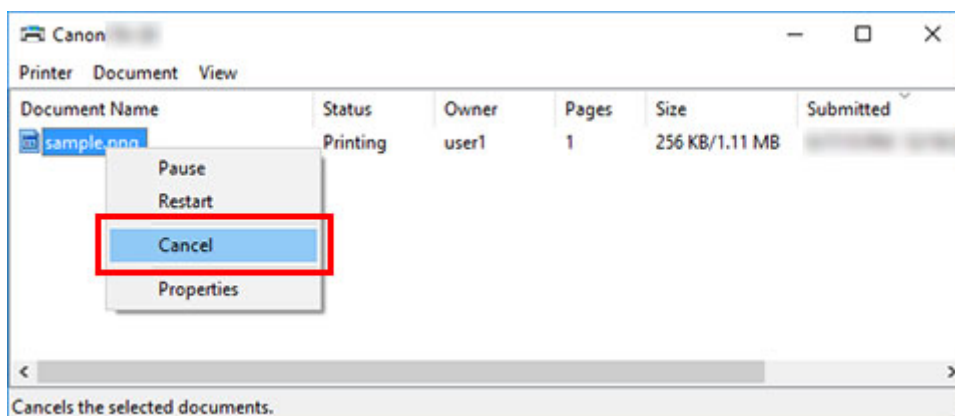 Canon
Printer Document View
Document Name Status Owner Pages Size Submitted
sample.png Printing user1 1 256 KB/1.11 MB
Pause
Restart
Cancel
Properties
Cancels the selected documents.